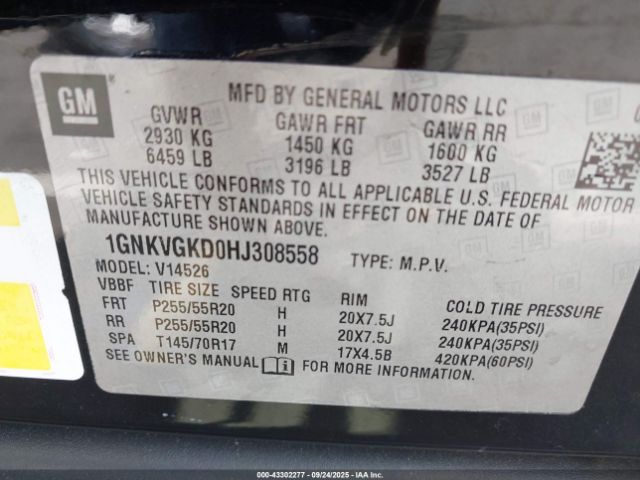 GM
MFD BY GENERAL MOTORS LLC
GVWR GAWR FRT GAWR RR
2930 KG 1450 KG 1600 KG
6459 LB 3196 LB 3527 LB
THIS VEHICLE CONFORMS TO ALL APPLICABLE U.S. FEDERAL MOTOR
VEHICLE SAFETY STANDARDS IN EFFECT ON THE DATE OF
MANUFACTURE SHOWN ABOVE.
1GNKVGKD0HJ308558 TYPE: M.P.V.
MODEL: V14526
VBBF TIRE SIZE SPEED RTG RIM COLD TIRE PRESSURE
FRT P255/55R20 H 20X7.5J 240KPA(35PSI)
RR P255/55R20 H 20X7.5J 240KPA(35PSI)
SPA T145/70R17 M 17X4.5B 420KPA(60PSI)
SEE OWNER'S MANUAL FOR MORE INFORMATION.
000-43302277 - 09/24/2025 - IAAI.COM